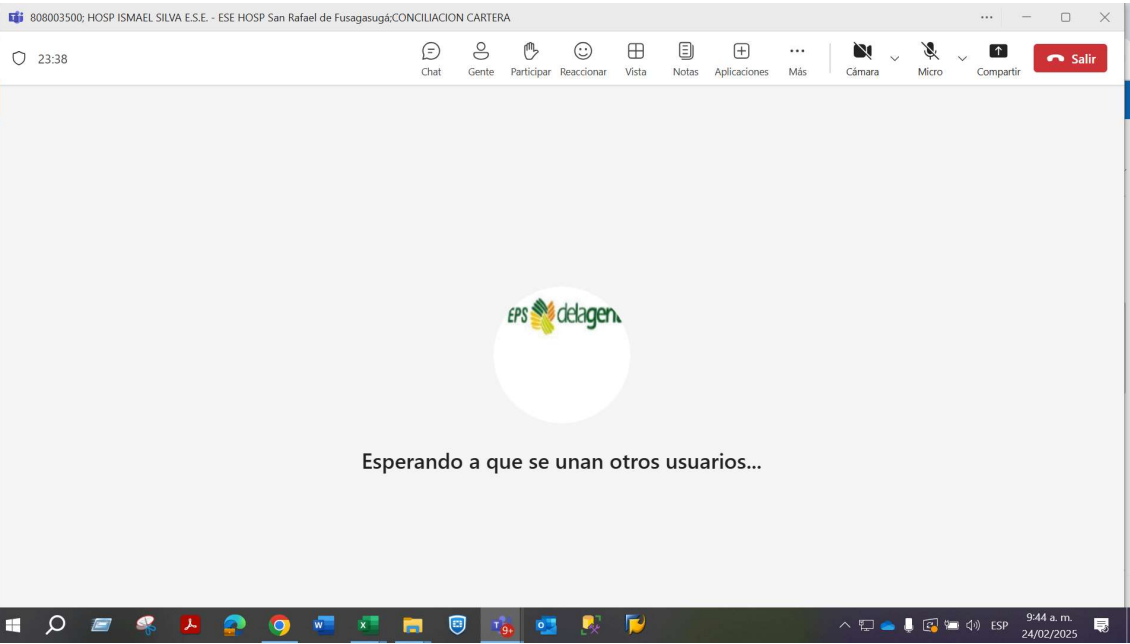 808003500; HOSP ISMAEL SILVA E.S.E. - ESE HOSP San Rafael de Fusagasugá;CONCILIACION CARTERA
23:38
Chat Gente Participar Reaccionar Vista Notas Aplicaciones Más Cámara Micro Compartir Salir
EPS delagen
Esperando a que se unan otros usuarios...
9+
ESP
9:44 a. m.
24/02/2025